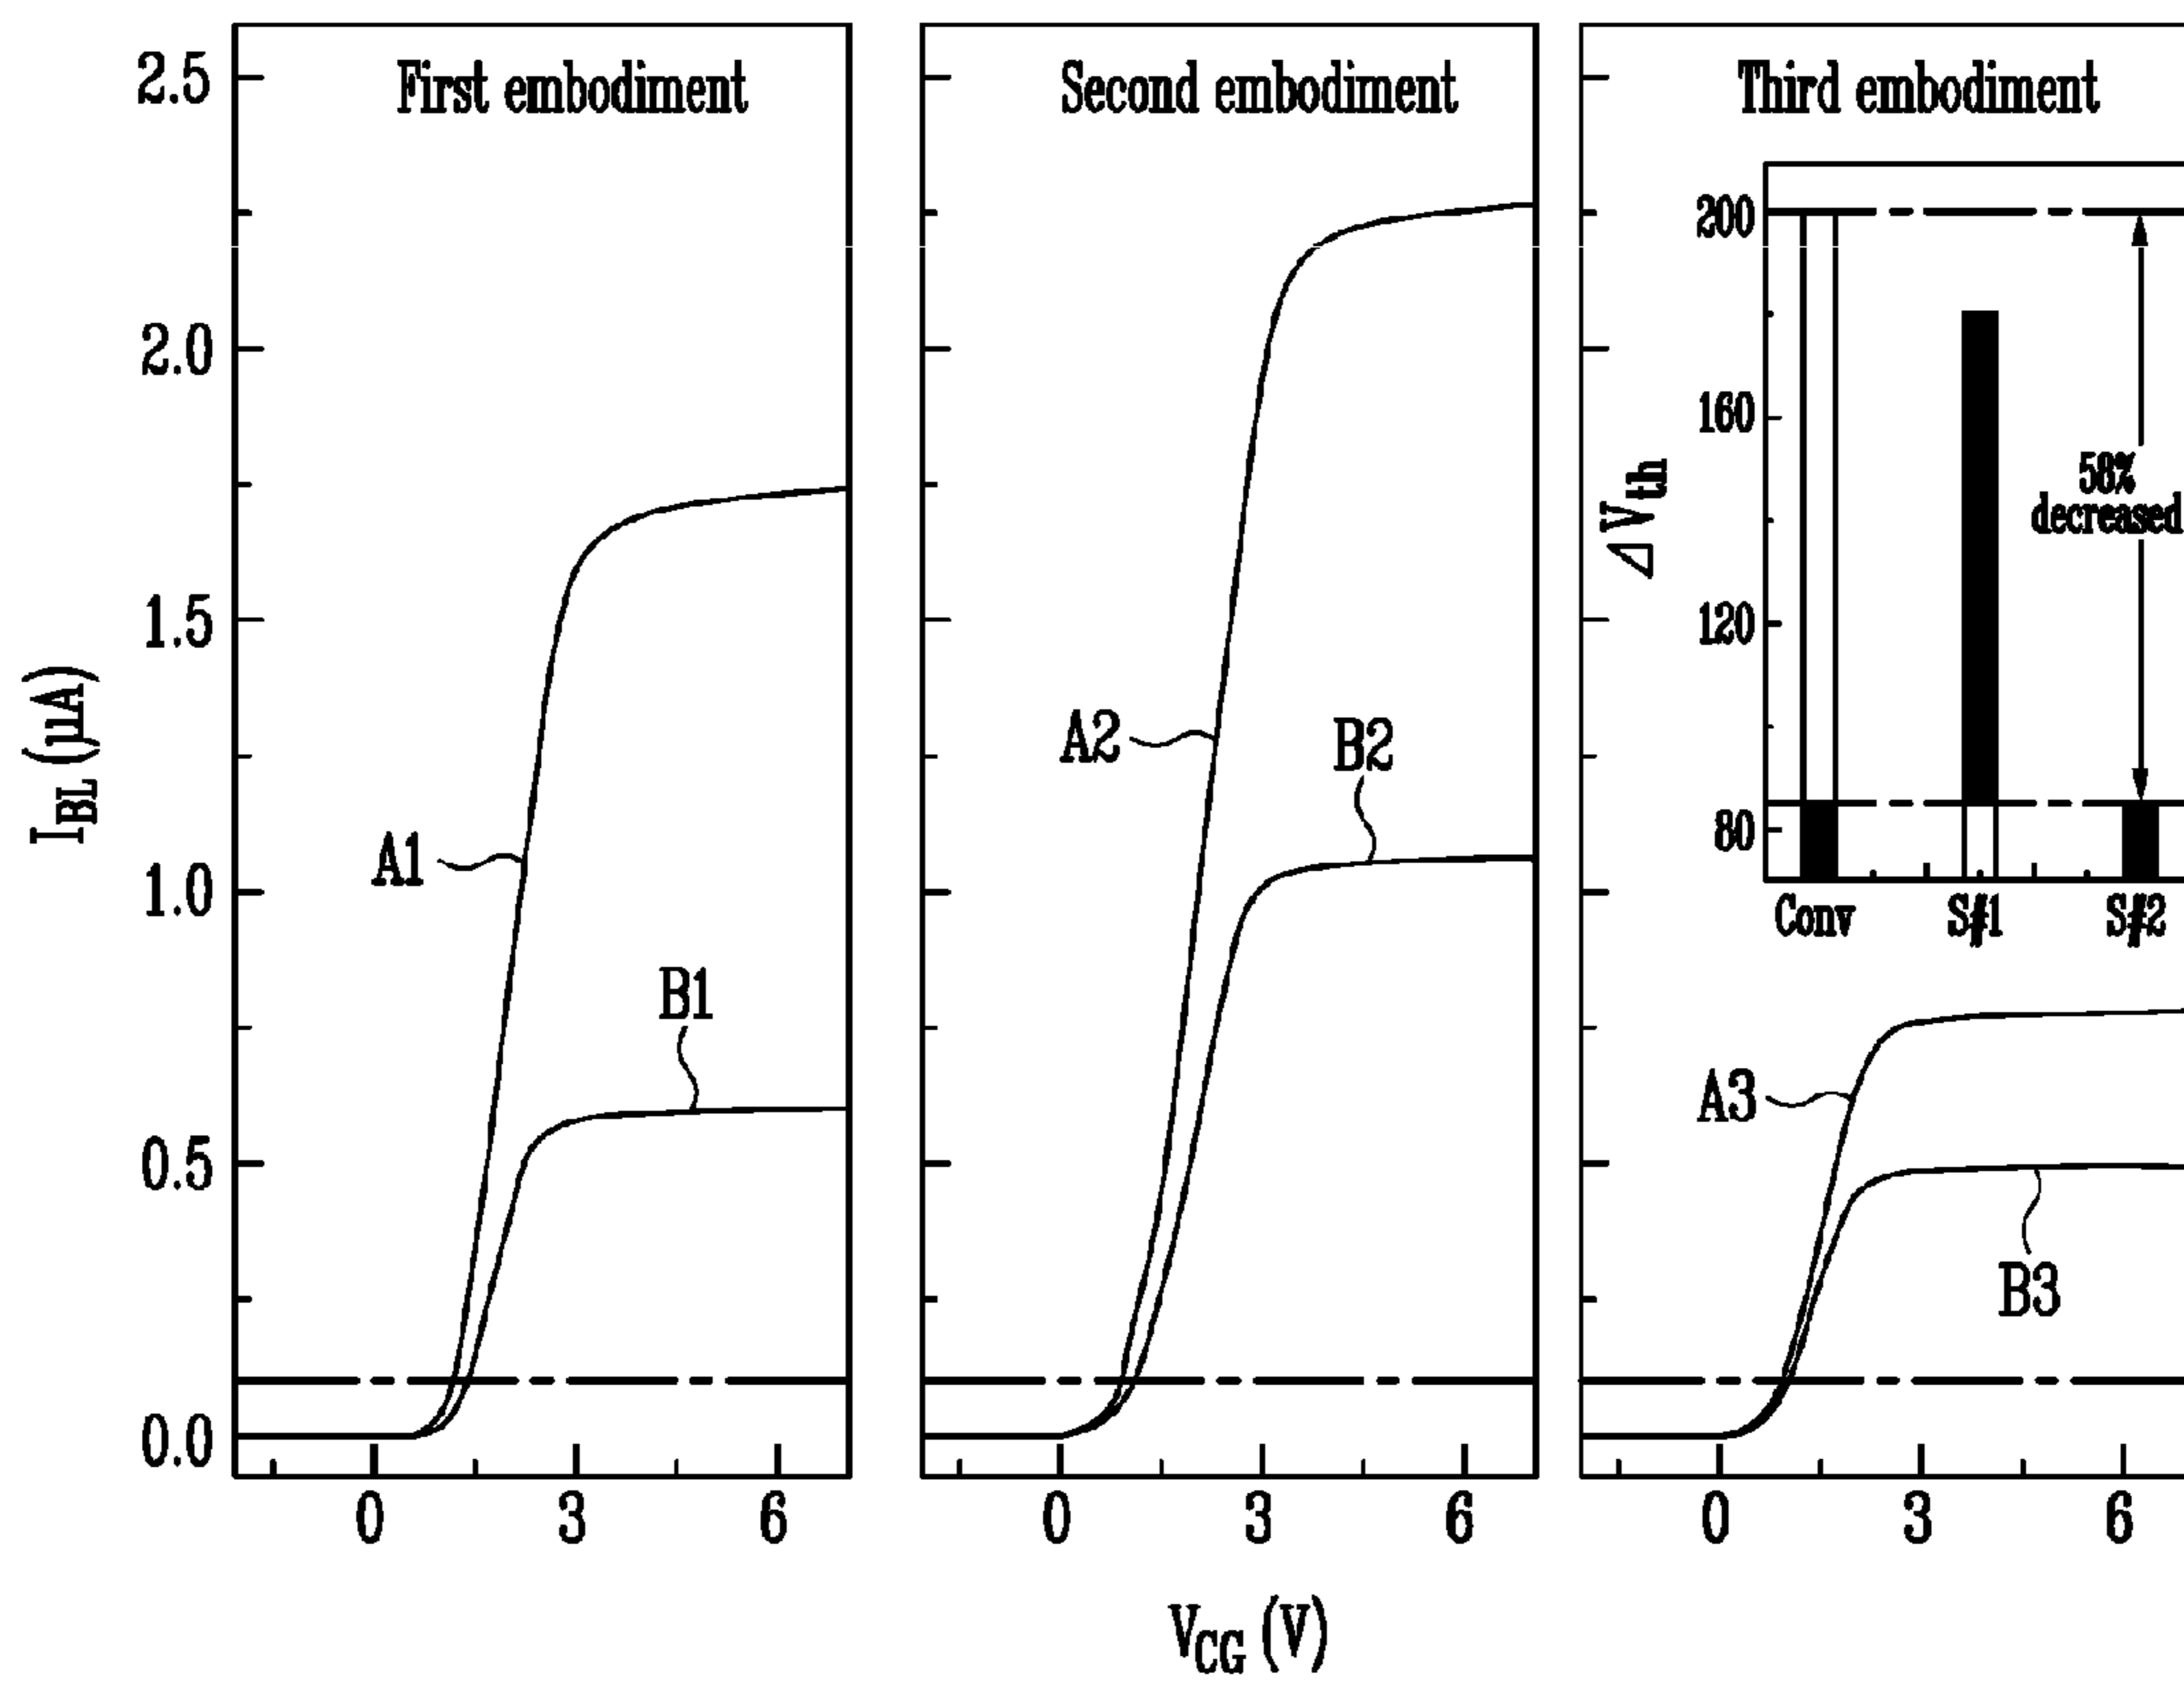 First embodiment
Second embodiment
Third embodiment
2.5
2.0
1.5
1.0
0.5
0.0
I_BL (μA)
A1
B1
A2
B2
A3
B3
200
160
120
80
ΔVth
58%
decreased
Conv S#1 S#2
0 3 6
0 3 6
0 3 6
V_CG (V)